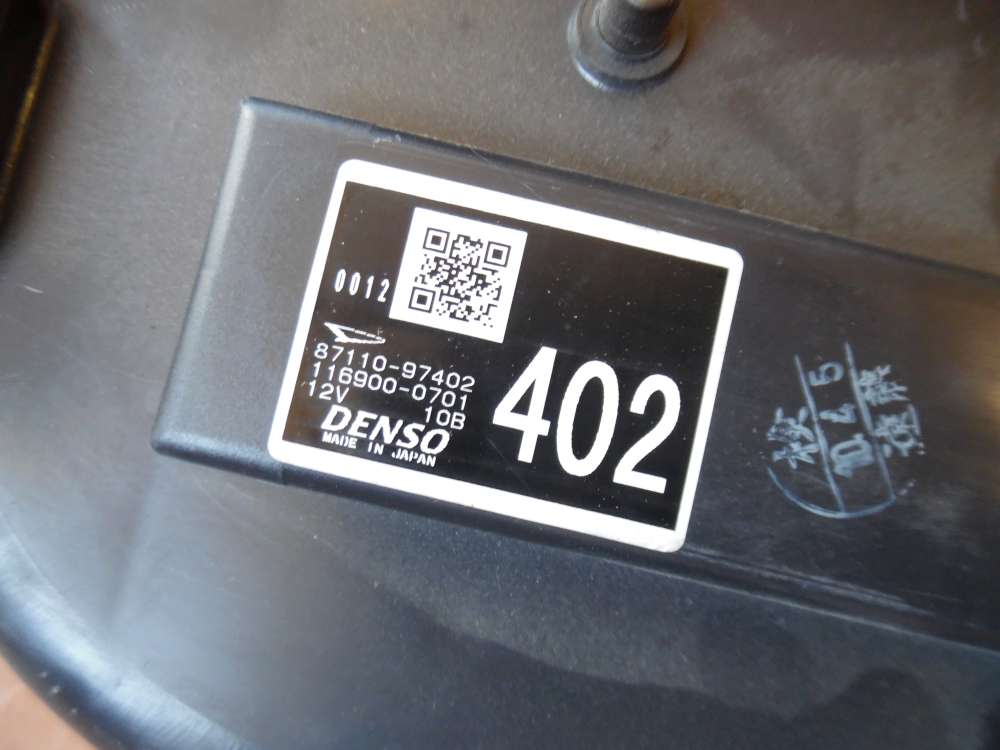 0012
87110-97402
116900-0701
12V 10B
DENSO
MADE IN JAPAN
402